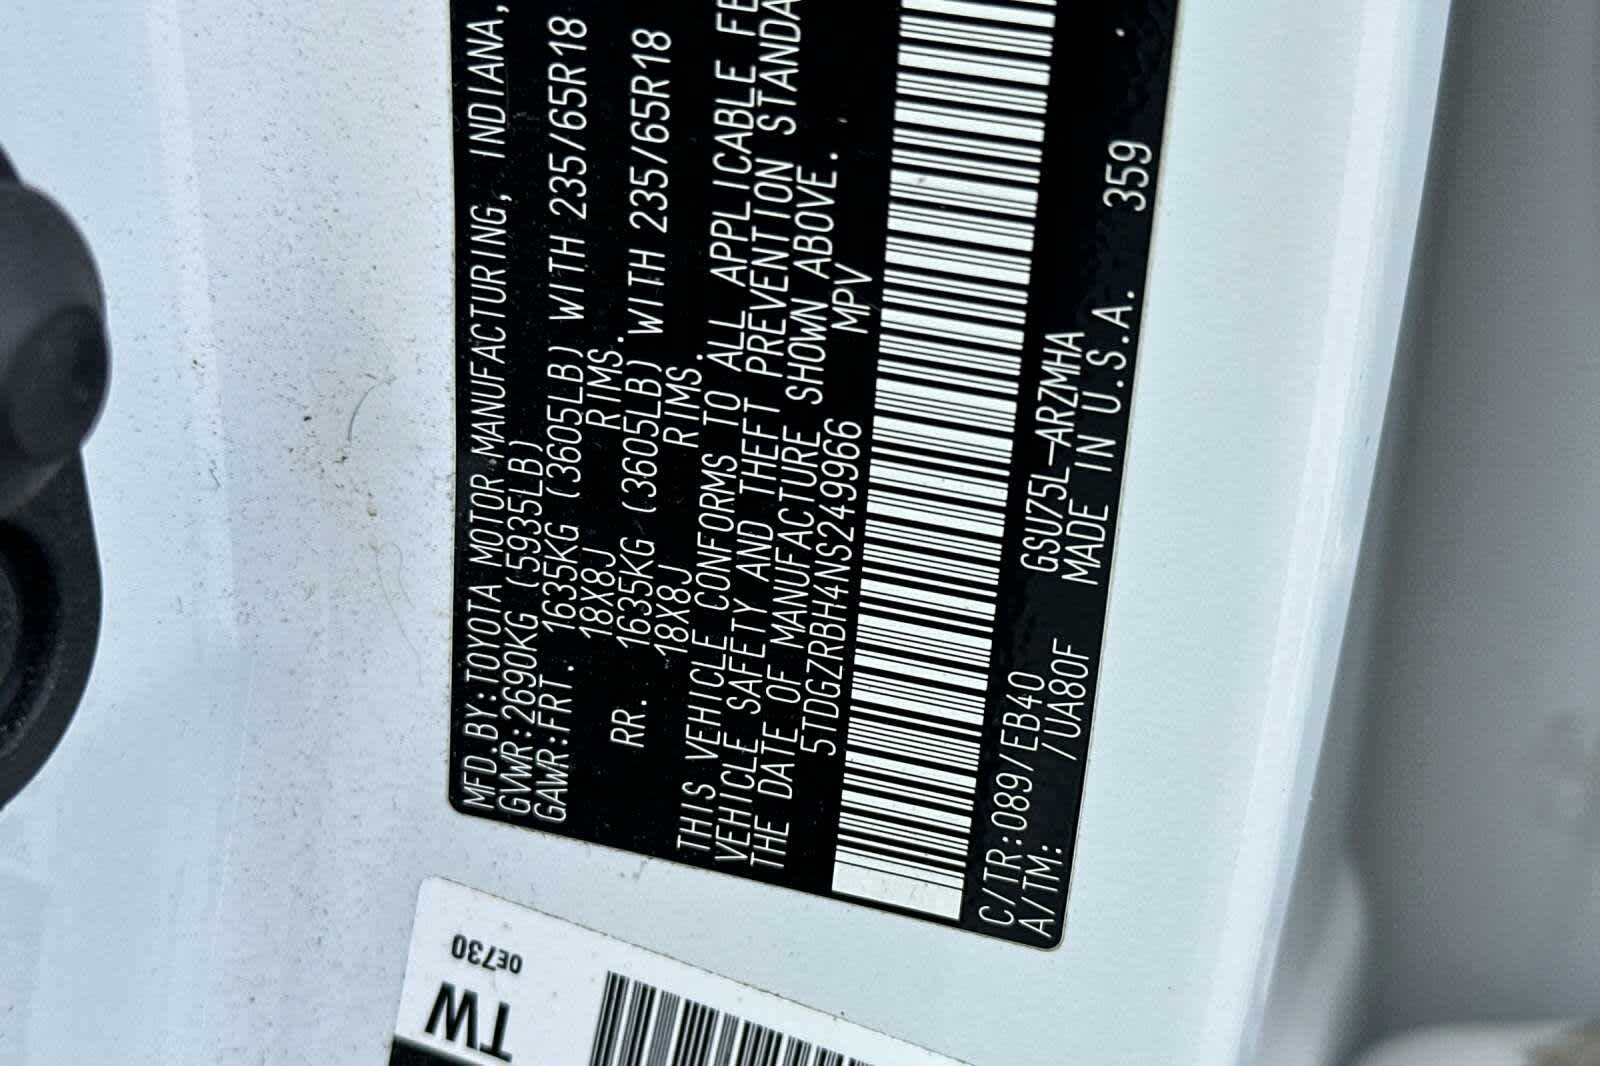 MFD.BY:TOYOTA MOTOR MANUFACTURING, INDIANA,
GVWR:2690KG (5935LB)
GAWR:FRT. 1635KG (3605LB) WITH 235/65R18
18X8J RIMS.
RR. 1635KG (3605LB) WITH 235/65R18
18X8J RIMS.
THIS VEHICLE CONFORMS TO ALL APPLICABLE FE
VEHICLE SAFETY AND THEFT PREVENTION STANDA
THE DATE OF MANUFACTURE SHOWN ABOVE.
5TDGZRBH4NS249966 MPV
C/TR:089/EB40 GSU75L-ARZMHA
A/TM: /UA80F MADE IN U.S.A. 359
0E730
TW